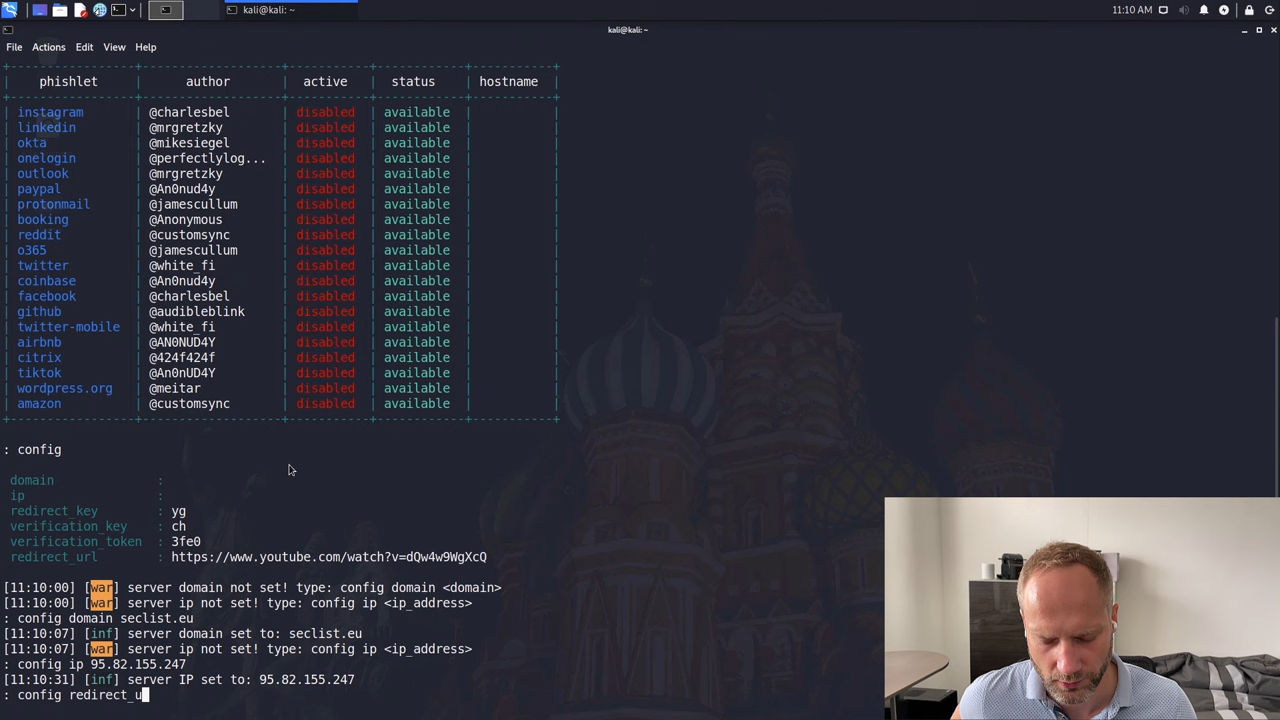 kali@kali: ~
11:10 AM
kali@kali: ~
File Actions Edit View Help
phishlet author active status hostname
instagram @charlesbel disabled available
linkedin @mrgretzky disabled available
okta @mikesiegel disabled available
onelogin @perfectlylog... disabled available
outlook @mrgretzky disabled available
paypal @An0nud4y disabled available
protonmail @jamescullum disabled available
booking @Anonymous disabled available
reddit @customsync disabled available
o365 @jamescullum disabled available
twitter @white_fi disabled available
coinbase @An0nud4y disabled available
facebook @charlesbel disabled available
github @audibleblink disabled available
twitter-mobile @white_fi disabled available
airbnb @AN0NUD4Y disabled available
citrix @424f424f disabled available
tiktok @An0nUD4Y disabled available
wordpress.org @meitar disabled available
amazon @customsync disabled available
: config
domain :
ip :
redirect_key : yg
verification_key : ch
verification_token : 3fe0
redirect_url : https://www.youtube.com/watch?v=dQw4w9WgXcQ
[11:10:00] [war] server domain not set! type: config domain <domain>
[11:10:00] [war] server ip not set! type: config ip <ip_address>
: config domain seclist.eu
[11:10:07] [inf] server domain set to: seclist.eu
[11:10:07] [war] server ip not set! type: config ip <ip_address>
: config ip 95.82.155.247
[11:10:31] [inf] server IP set to: 95.82.155.247
: config redirect_u